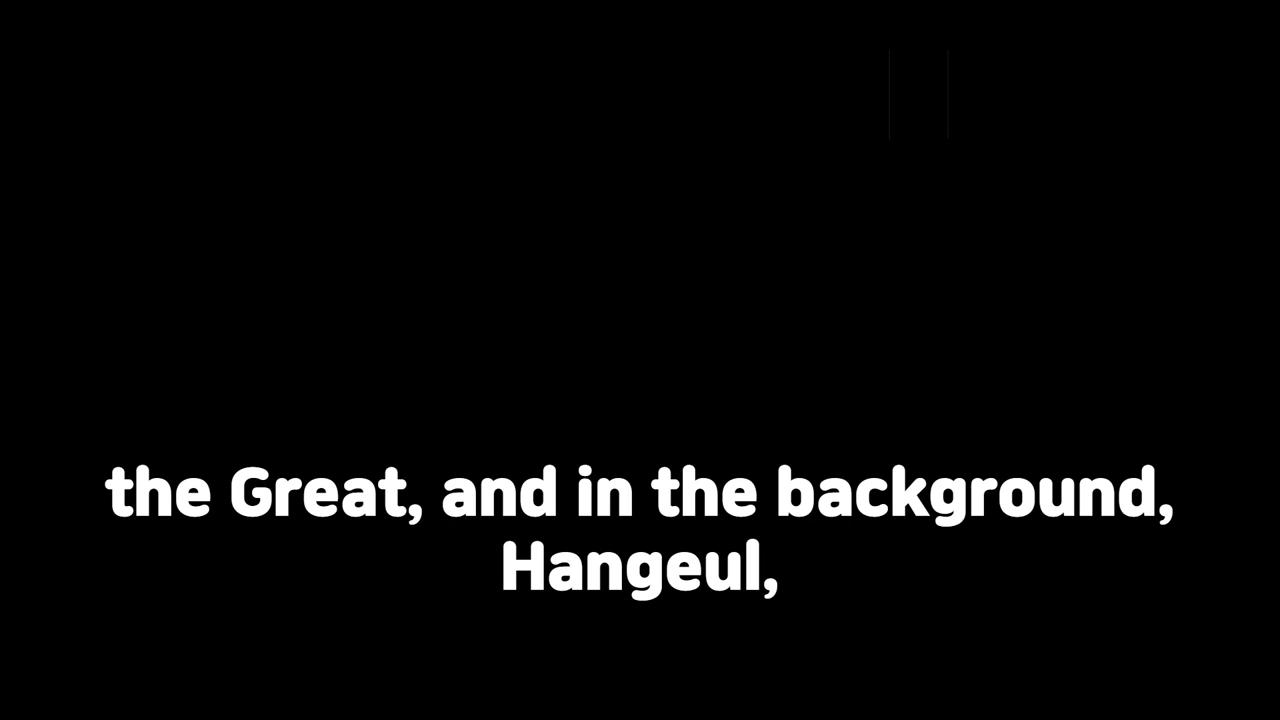 the Great, and in the background,
Hangeul,